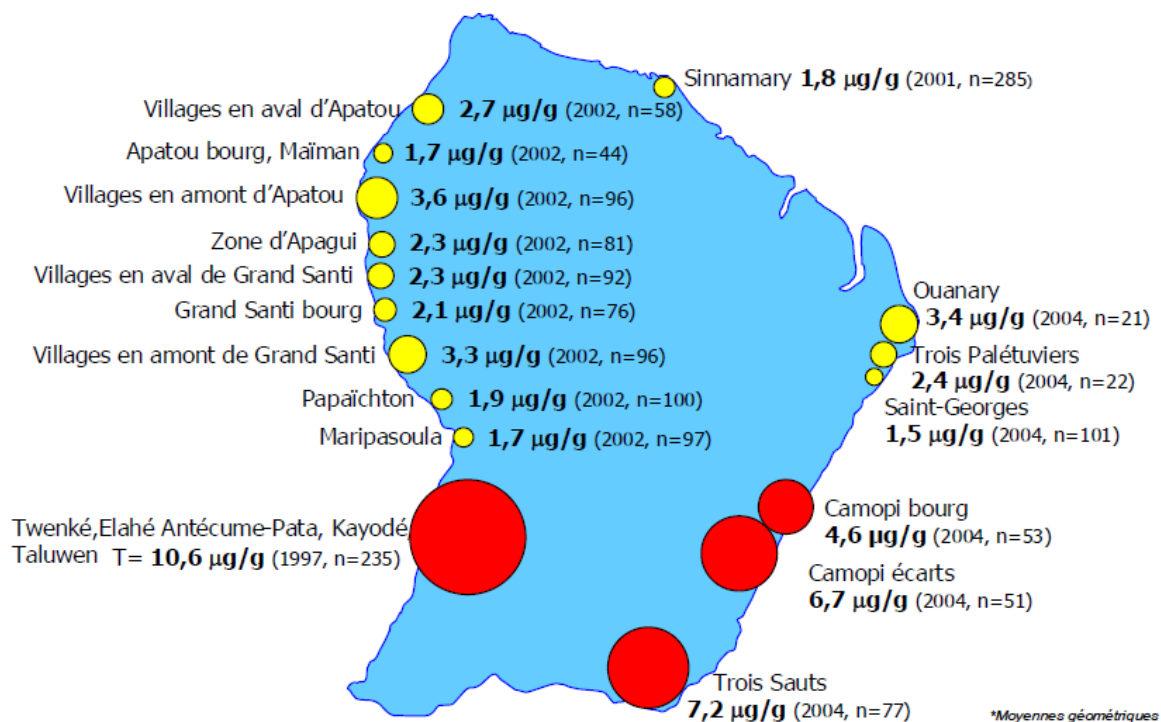 Sinnamary 1,8 µg/g (2001, n=285)
Villages en aval d'Apatou 2,7 µg/g (2002, n=58)
Apatou bourg, Maïman 1,7 µg/g (2002, n=44)
Villages en amont d'Apatou 3,6 µg/g (2002, n=96)
Zone d'Apagui 2,3 µg/g (2002, n=81)
Villages en aval de Grand Santi 2,3 µg/g (2002, n=92)
Grand Santi bourg 2,1 µg/g (2002, n=76)
Villages en amont de Grand Santi 3,3 µg/g (2002, n=96)
Papaïchton 1,9 µg/g (2002, n=100)
Maripasoula 1,7 µg/g (2002, n=97)
Ouanary
3,4 µg/g (2004, n=21)
Trois Palétuviers
2,4 µg/g (2004, n=22)
Saint-Georges
1,5 µg/g (2004, n=101)
Twenké,Elahé Antécume-Pata, Kayodé,
Taluwen T= 10,6 µg/g (1997, n=235)
Camopi bourg
4,6 µg/g (2004, n=53)
Camopi écarts
6,7 µg/g (2004, n=51)
Trois Sauts
7,2 µg/g (2004, n=77)
*Moyennes géométriques